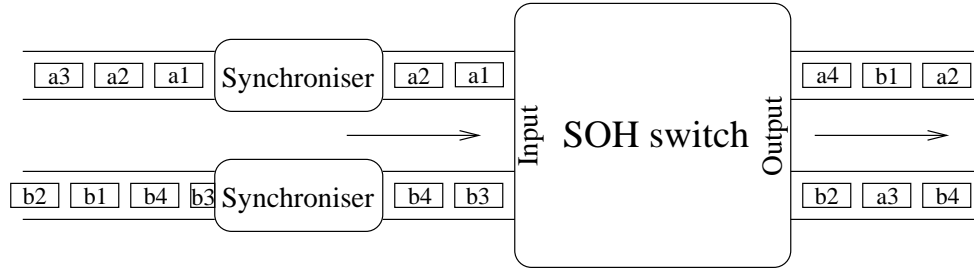 a3 a2 a1 Synchroniser a2 a1 a4 b1 a2
Input SOH switch Output
b2 b1 b4 b3 Synchroniser b4 b3 b2 a3 b4